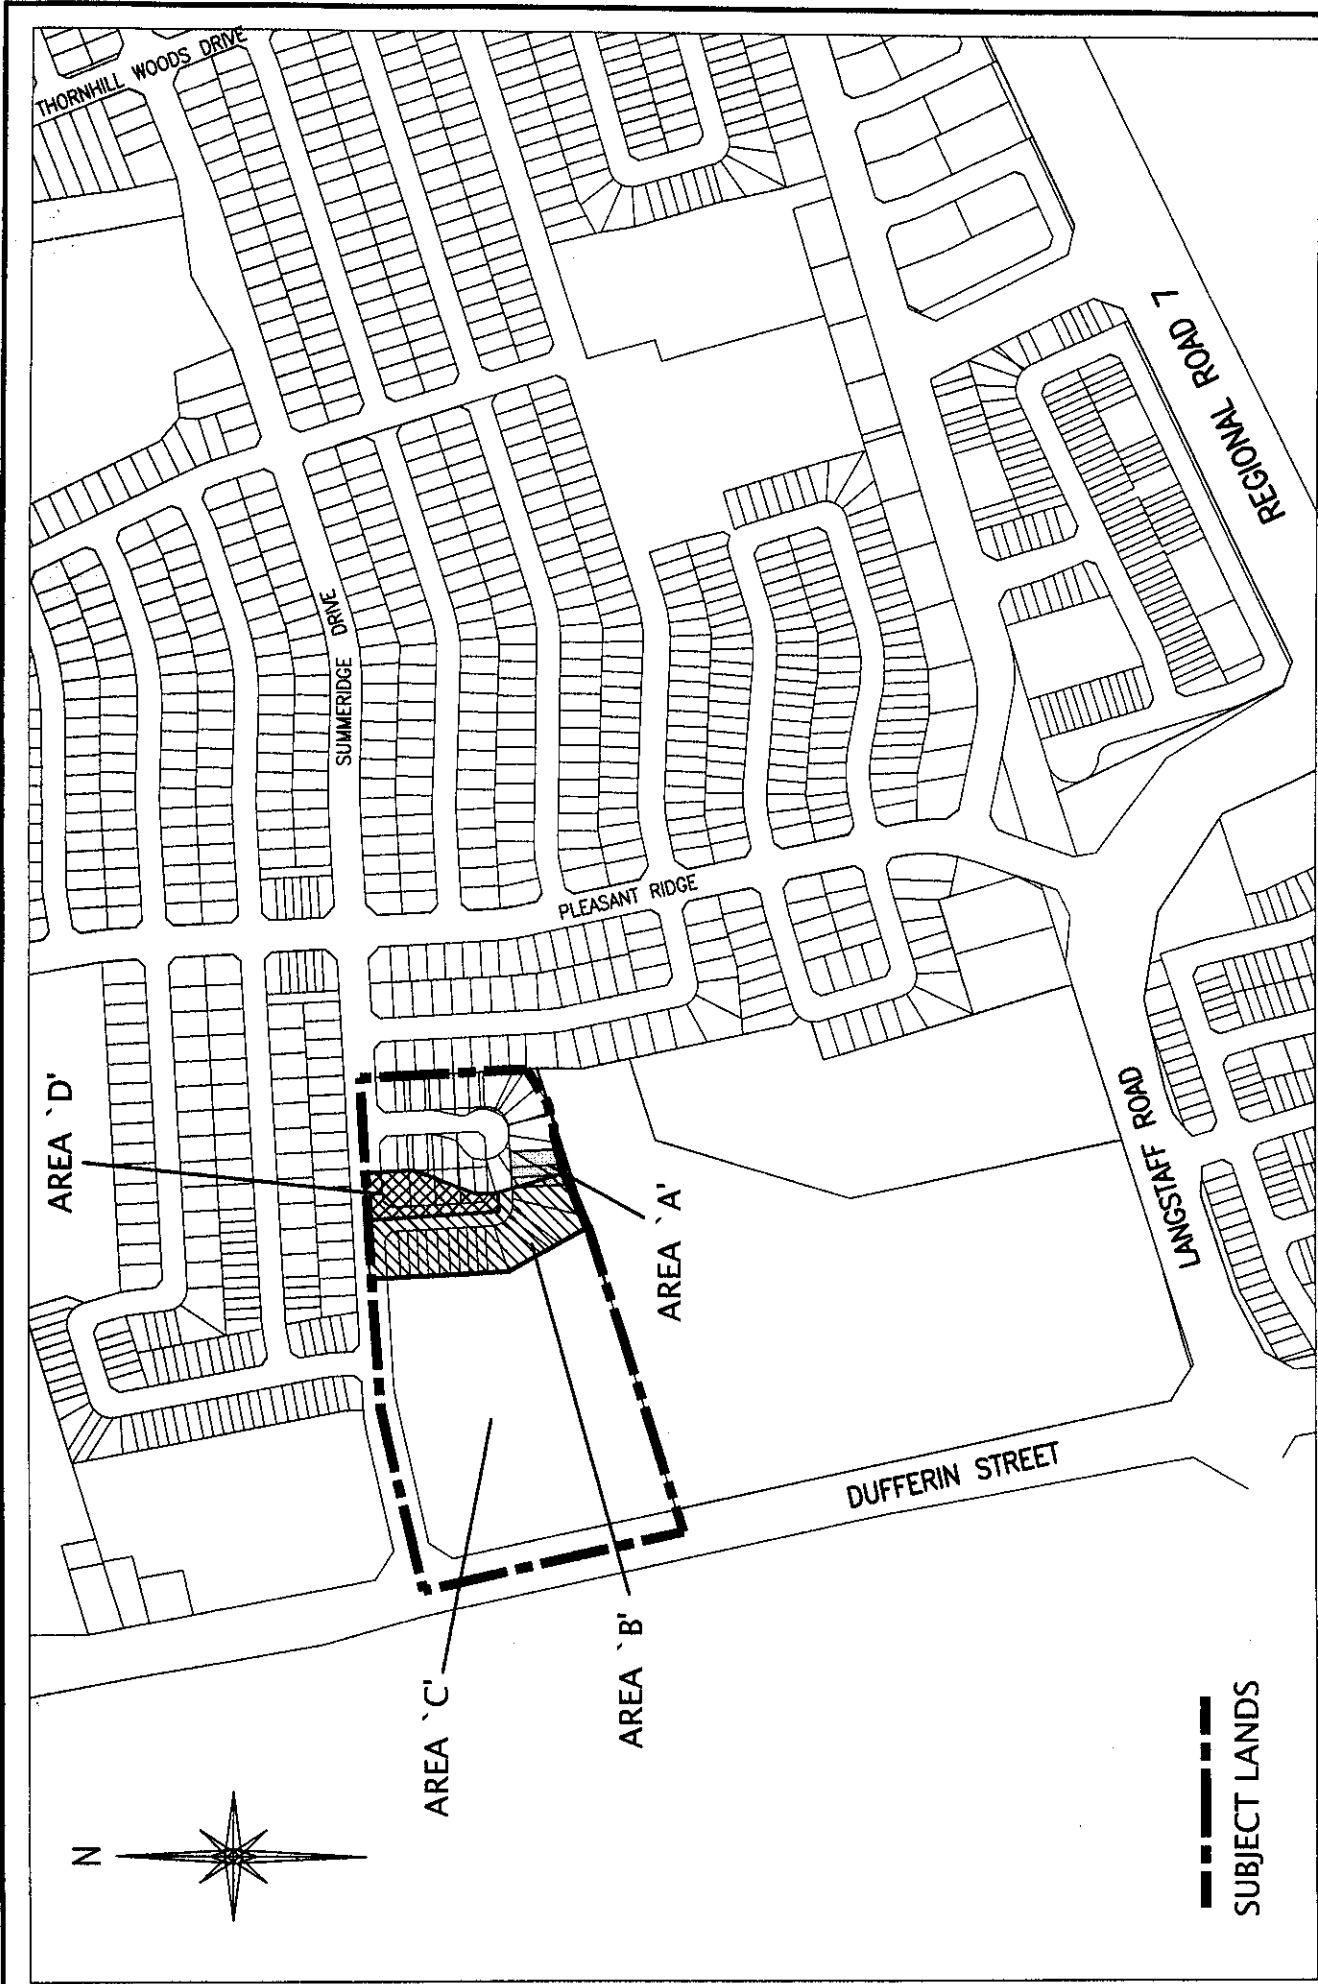 THORNHILL WOODS DRIVE
SUMMERIDGE DRIVE
PLEASANT RIDGE
REGIONAL ROAD 7
LANGSTAFF ROAD
DUFFERIN STREET
AREA `D'
AREA `A'
AREA `B'
AREA `C'
N
SUBJECT LANDS